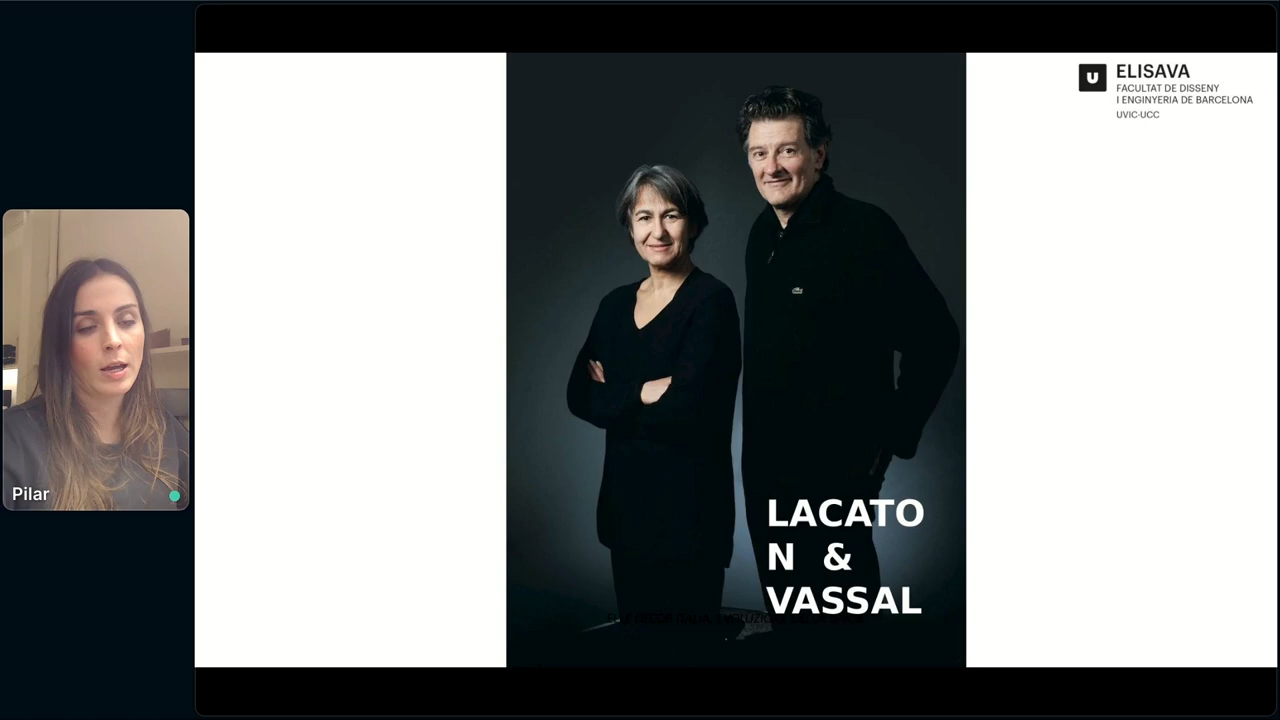 ELISAVA
FACULTAT DE DISSENY
I ENGINYERIA DE BARCELONA
UVIC-UCC
Pilar
LACATO
N &
VASSAL